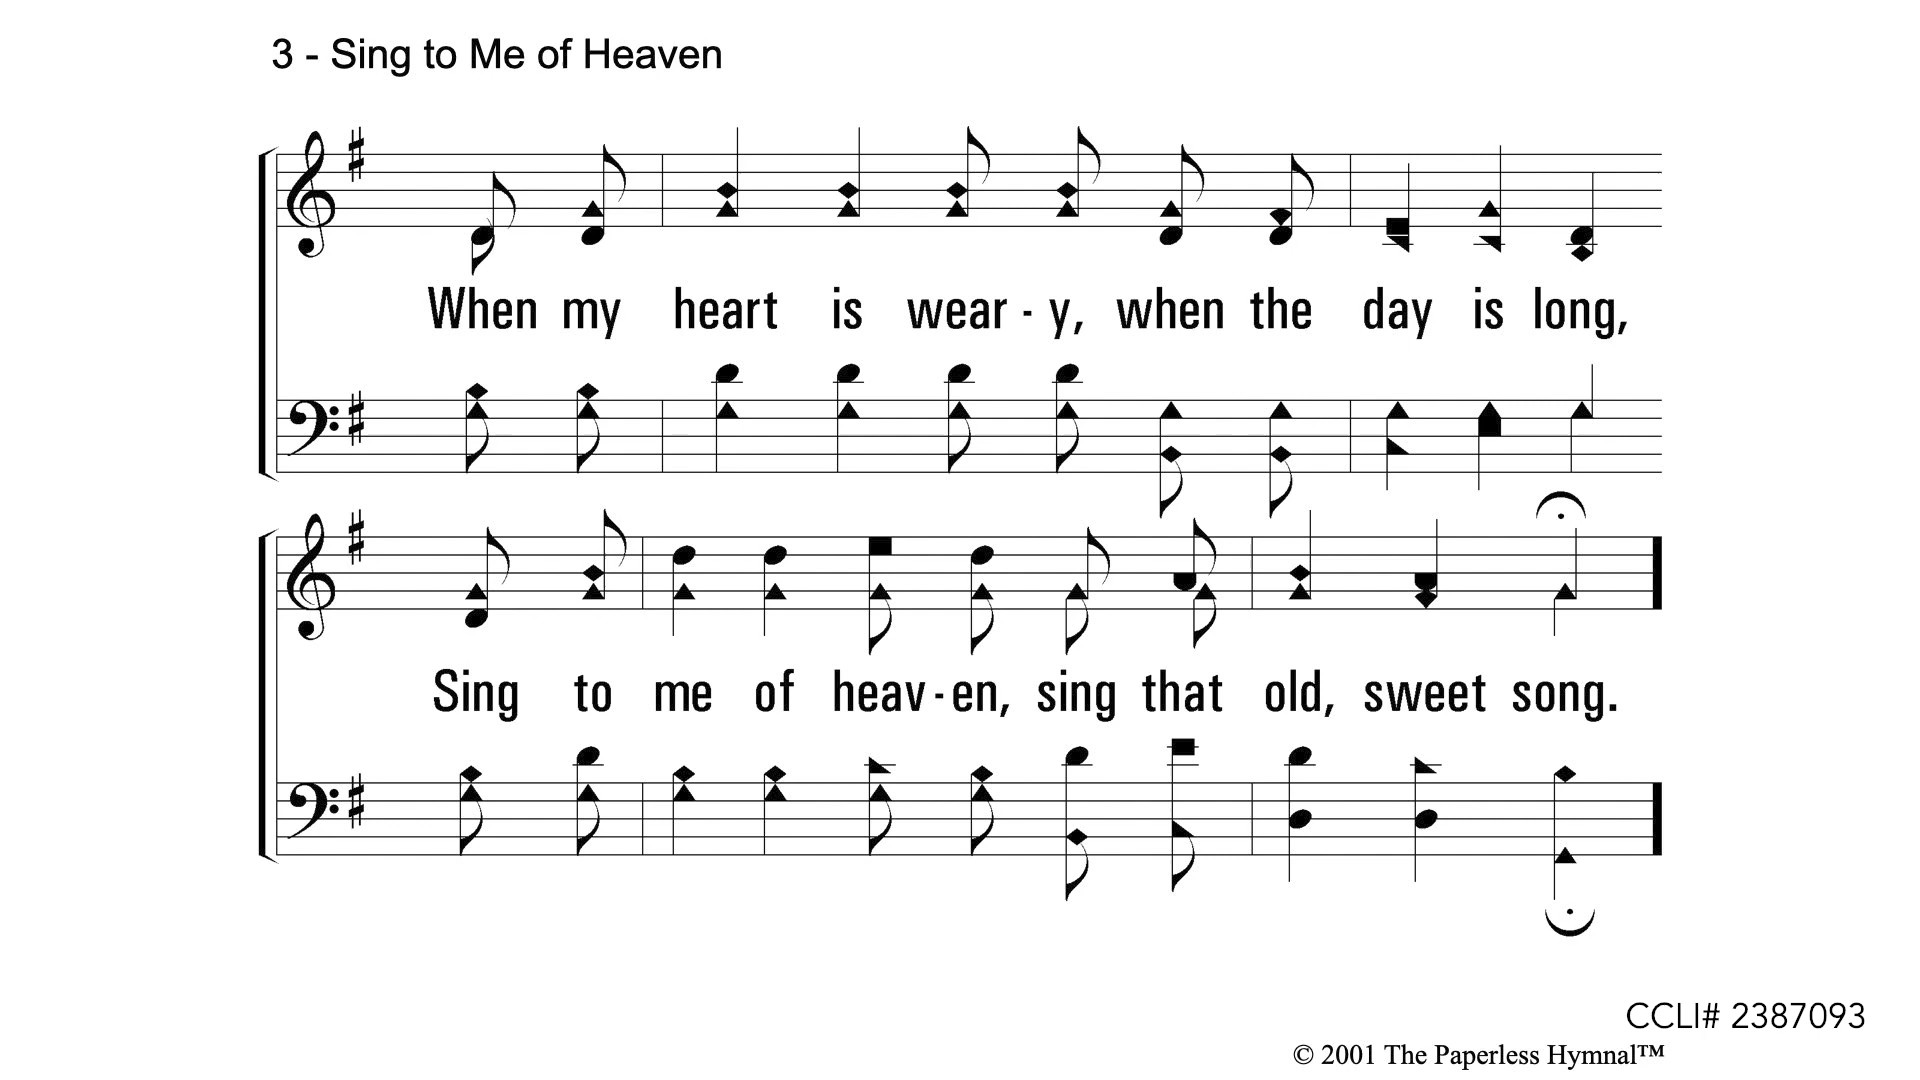 3 - Sing to Me of Heaven
When my heart is wear - y, when the day is long,
Sing to me of heav - en, sing that old, sweet song.
CCLI# 2387093
© 2001 The Paperless Hymnal™